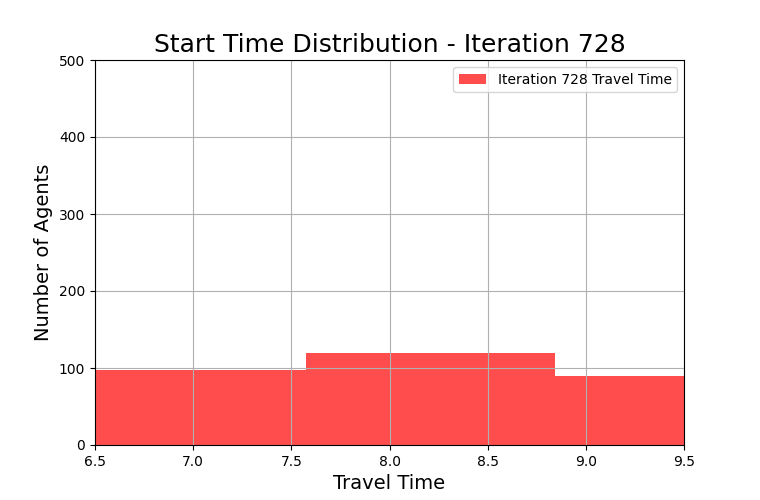 Start Time Distribution - Iteration 728
Iteration 728 Travel Time
Number of Agents
500
400
300
200
100
0
6.5 7.0 7.5 8.0 8.5 9.0 9.5
Travel Time